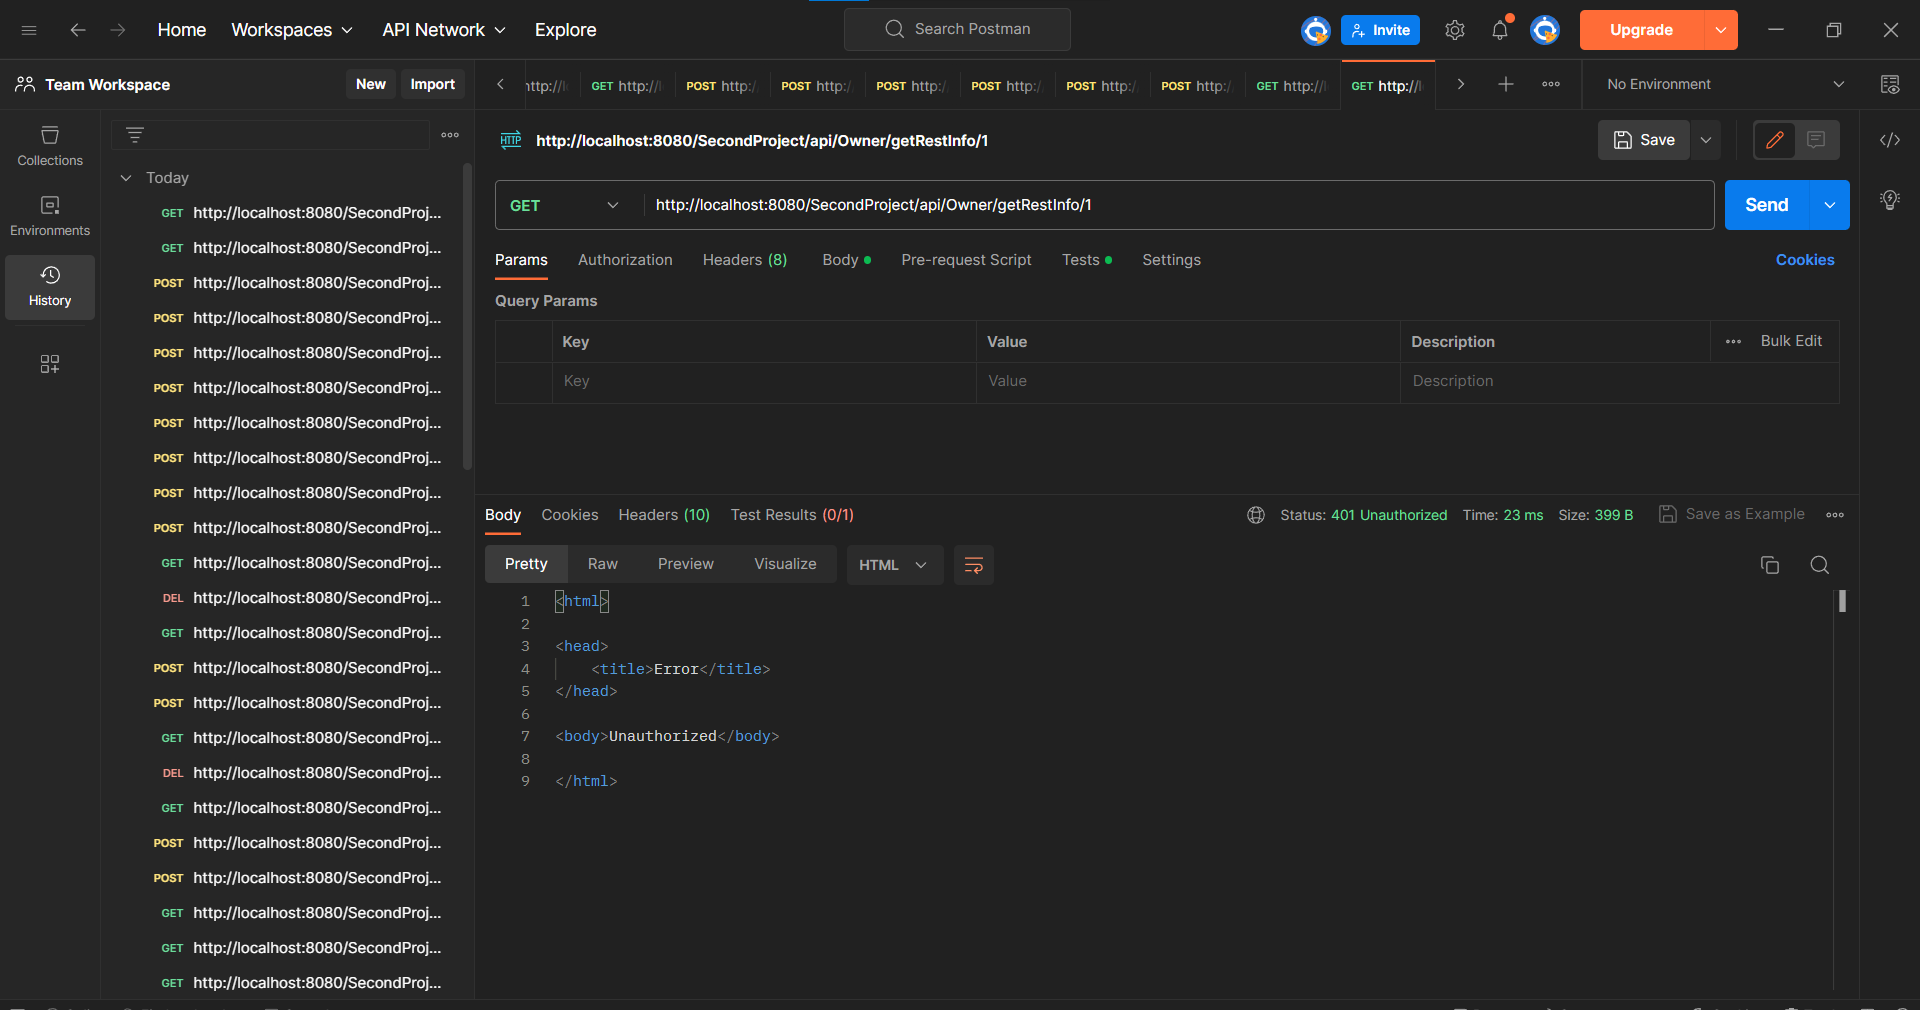 Home Workspaces API Network Explore Search Postman Invite Upgrade
Team Workspace New Import GET http://l POST http:/ POST http:/ POST http:/ POST http:/ POST http:/ POST http:/ GET http://l GET http://l No Environment
Collections
Environments
History
Today
GET http://localhost:8080/SecondProj...
GET http://localhost:8080/SecondProj...
POST http://localhost:8080/SecondProj...
POST http://localhost:8080/SecondProj...
POST http://localhost:8080/SecondProj...
POST http://localhost:8080/SecondProj...
POST http://localhost:8080/SecondProj...
POST http://localhost:8080/SecondProj...
POST http://localhost:8080/SecondProj...
POST http://localhost:8080/SecondProj...
GET http://localhost:8080/SecondProj...
DEL http://localhost:8080/SecondProj...
GET http://localhost:8080/SecondProj...
POST http://localhost:8080/SecondProj...
POST http://localhost:8080/SecondProj...
GET http://localhost:8080/SecondProj...
DEL http://localhost:8080/SecondProj...
GET http://localhost:8080/SecondProj...
POST http://localhost:8080/SecondProj...
POST http://localhost:8080/SecondProj...
GET http://localhost:8080/SecondProj...
GET http://localhost:8080/SecondProj...
GET http://localhost:8080/SecondProj...
HTTP http://localhost:8080/SecondProject/api/Owner/getRestInfo/1 Save
GET http://localhost:8080/SecondProject/api/Owner/getRestInfo/1 Send
Params Authorization Headers (8) Body Pre-request Script Tests Settings Cookies
Query Params
Key Value Description Bulk Edit
Key Value Description
Body Cookies Headers (10) Test Results (0/1) Status: 401 Unauthorized Time: 23 ms Size: 399 B Save as Example
Pretty Raw Preview Visualize HTML
1 <html>
2
3 <head>
4 <title>Error</title>
5 </head>
6
7 <body>Unauthorized</body>
8
9 </html>